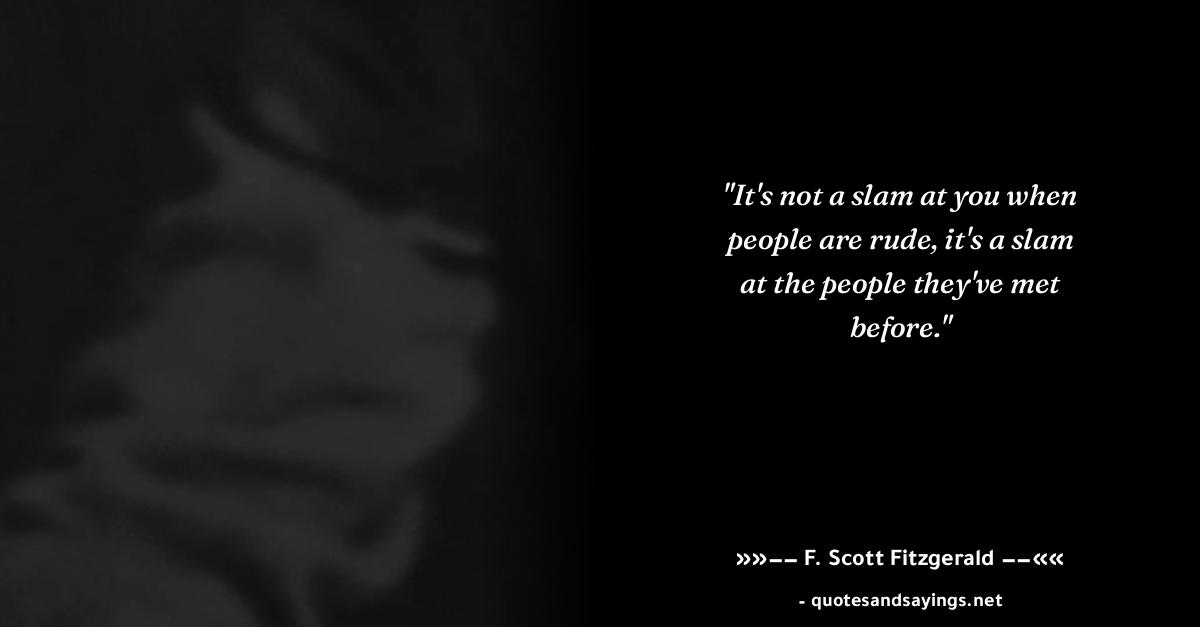 "It's not a slam at you when
people are rude, it's a slam
at the people they've met
before."
»»−− F. Scott Fitzgerald −−««
- quotesandsayings.net